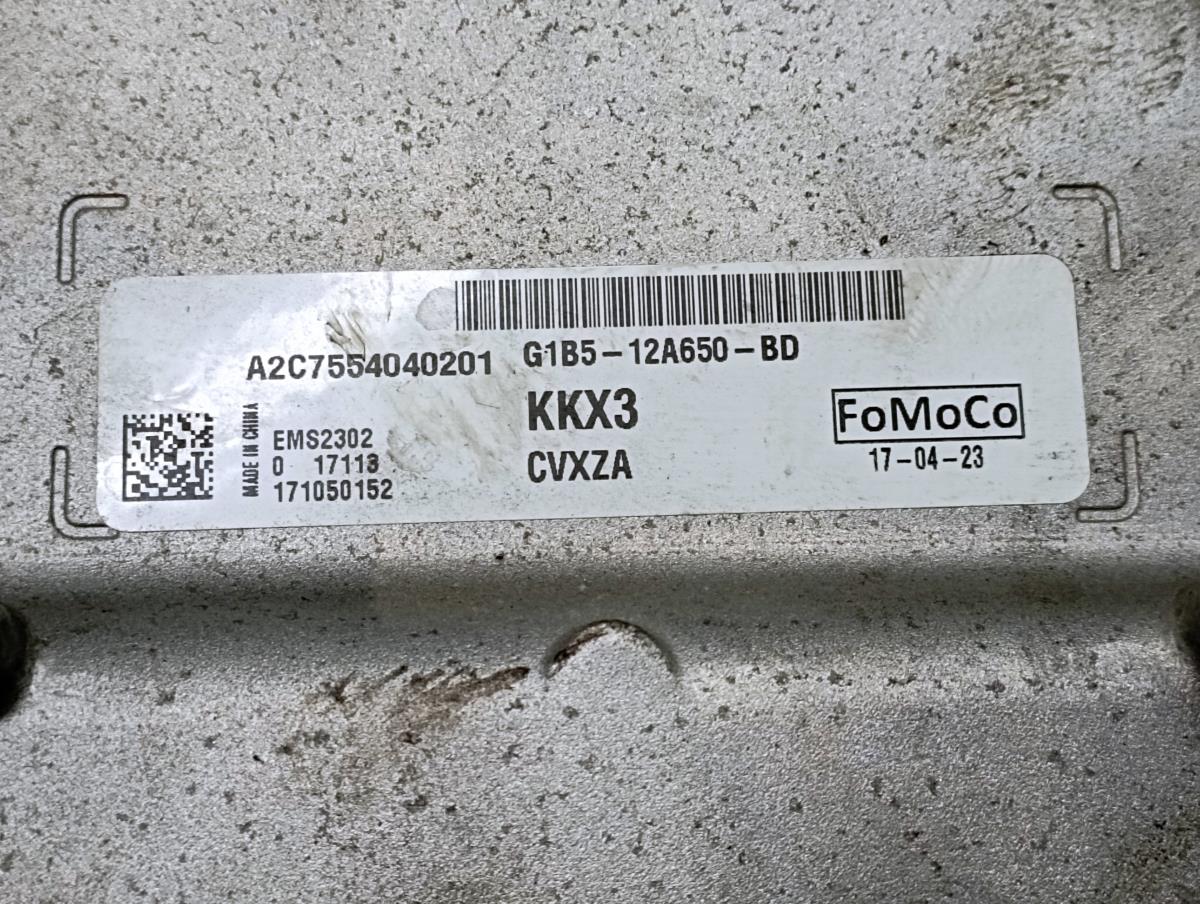 A2C7554040201 G1B5-12A650-BD
KKX3
FoMoCo
MADE IN CHINA
EMS2302
0 17113
171050152
CVXZA
17-04-23